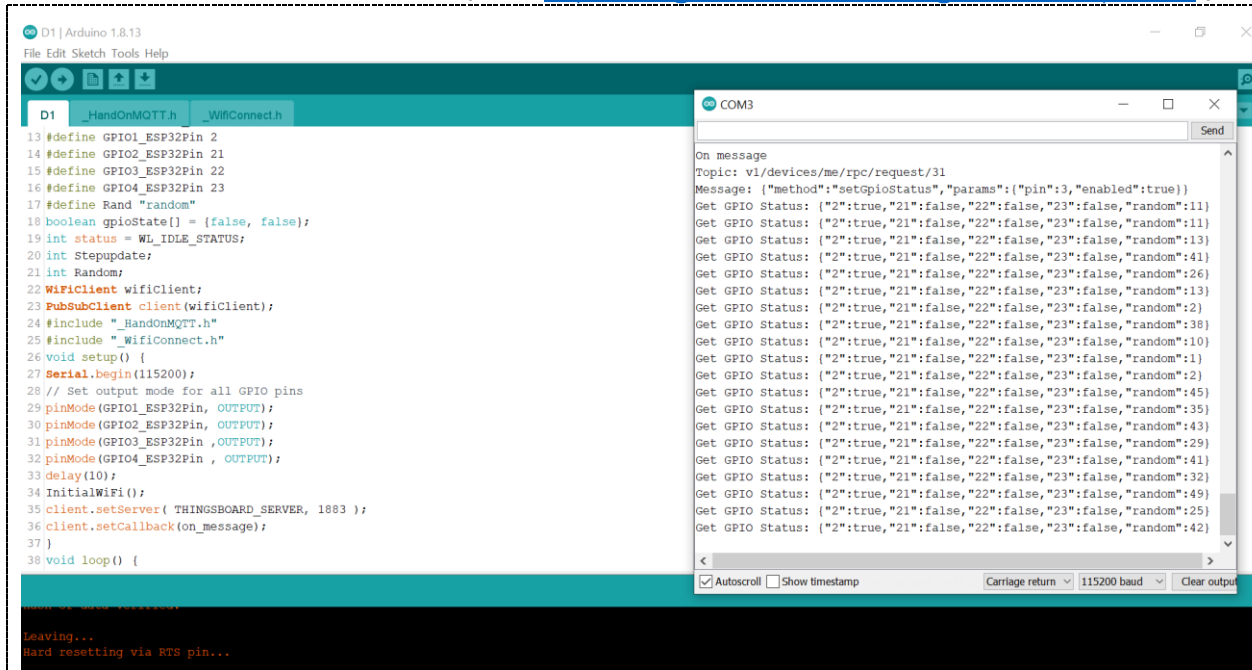 D1 | Arduino 1.8.13
File Edit Sketch Tools Help
D1 _HandOnMQTT.h _WifiConnect.h
13 #define GPIO1_ESP32Pin 2
14 #define GPIO2_ESP32Pin 21
15 #define GPIO3_ESP32Pin 22
16 #define GPIO4_ESP32Pin 23
17 #define Rand "random"
18 boolean gpioState[] = {false, false};
19 int status = WL_IDLE_STATUS;
20 int Stepupdate;
21 int Random;
22 WiFiClient wifiClient;
23 PubSubClient client(wifiClient);
24 #include "_HandOnMQTT.h"
25 #include "_WifiConnect.h"
26 void setup() {
27 Serial.begin(115200);
28 // Set output mode for all GPIO pins
29 pinMode(GPIO1_ESP32Pin, OUTPUT);
30 pinMode(GPIO2_ESP32Pin, OUTPUT);
31 pinMode(GPIO3_ESP32Pin ,OUTPUT);
32 pinMode(GPIO4_ESP32Pin , OUTPUT);
33 delay(10);
34 InitialWiFi();
35 client.setServer( THINGSBOARD_SERVER, 1883 );
36 client.setCallback(on_message);
37 }
38 void loop() {
COM3
Send
On message
Topic: v1/devices/me/rpc/request/31
Message: {"method":"setGpioStatus","params":{"pin":3,"enabled":true}}
Get GPIO Status: {"2":true,"21":false,"22":false,"23":false,"random":11}
Get GPIO Status: {"2":true,"21":false,"22":false,"23":false,"random":11}
Get GPIO Status: {"2":true,"21":false,"22":false,"23":false,"random":13}
Get GPIO Status: {"2":true,"21":false,"22":false,"23":false,"random":41}
Get GPIO Status: {"2":true,"21":false,"22":false,"23":false,"random":26}
Get GPIO Status: {"2":true,"21":false,"22":false,"23":false,"random":13}
Get GPIO Status: {"2":true,"21":false,"22":false,"23":false,"random":2}
Get GPIO Status: {"2":true,"21":false,"22":false,"23":false,"random":38}
Get GPIO Status: {"2":true,"21":false,"22":false,"23":false,"random":10}
Get GPIO Status: {"2":true,"21":false,"22":false,"23":false,"random":1}
Get GPIO Status: {"2":true,"21":false,"22":false,"23":false,"random":2}
Get GPIO Status: {"2":true,"21":false,"22":false,"23":false,"random":45}
Get GPIO Status: {"2":true,"21":false,"22":false,"23":false,"random":35}
Get GPIO Status: {"2":true,"21":false,"22":false,"23":false,"random":43}
Get GPIO Status: {"2":true,"21":false,"22":false,"23":false,"random":29}
Get GPIO Status: {"2":true,"21":false,"22":false,"23":false,"random":41}
Get GPIO Status: {"2":true,"21":false,"22":false,"23":false,"random":32}
Get GPIO Status: {"2":true,"21":false,"22":false,"23":false,"random":49}
Get GPIO Status: {"2":true,"21":false,"22":false,"23":false,"random":25}
Get GPIO Status: {"2":true,"21":false,"22":false,"23":false,"random":42}
Autoscroll Show timestamp Carriage return 115200 baud Clear output
Leaving...
Hard resetting via RTS pin...